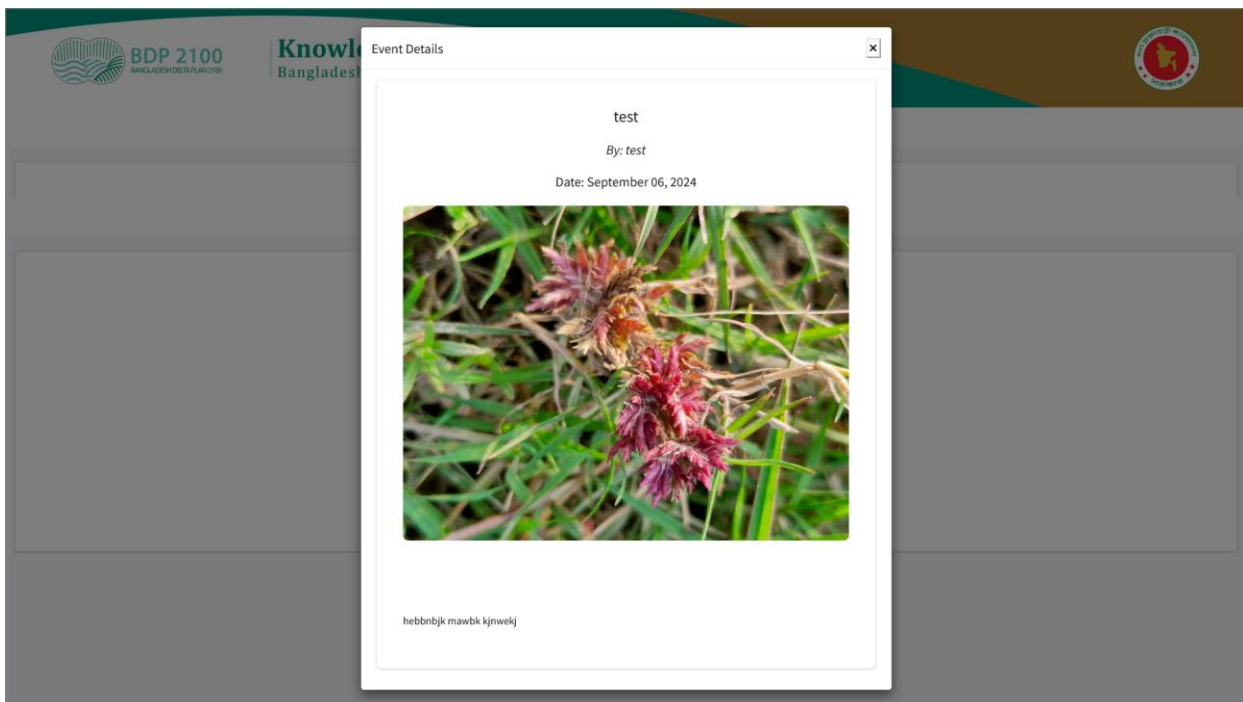 BDP 2100
BANGLADESH DELTA PLAN 2100
Knowl
Bangladesh
Event Details
×
test
By: test
Date: September 06, 2024
hebbnbjk mawbk kjnwekj